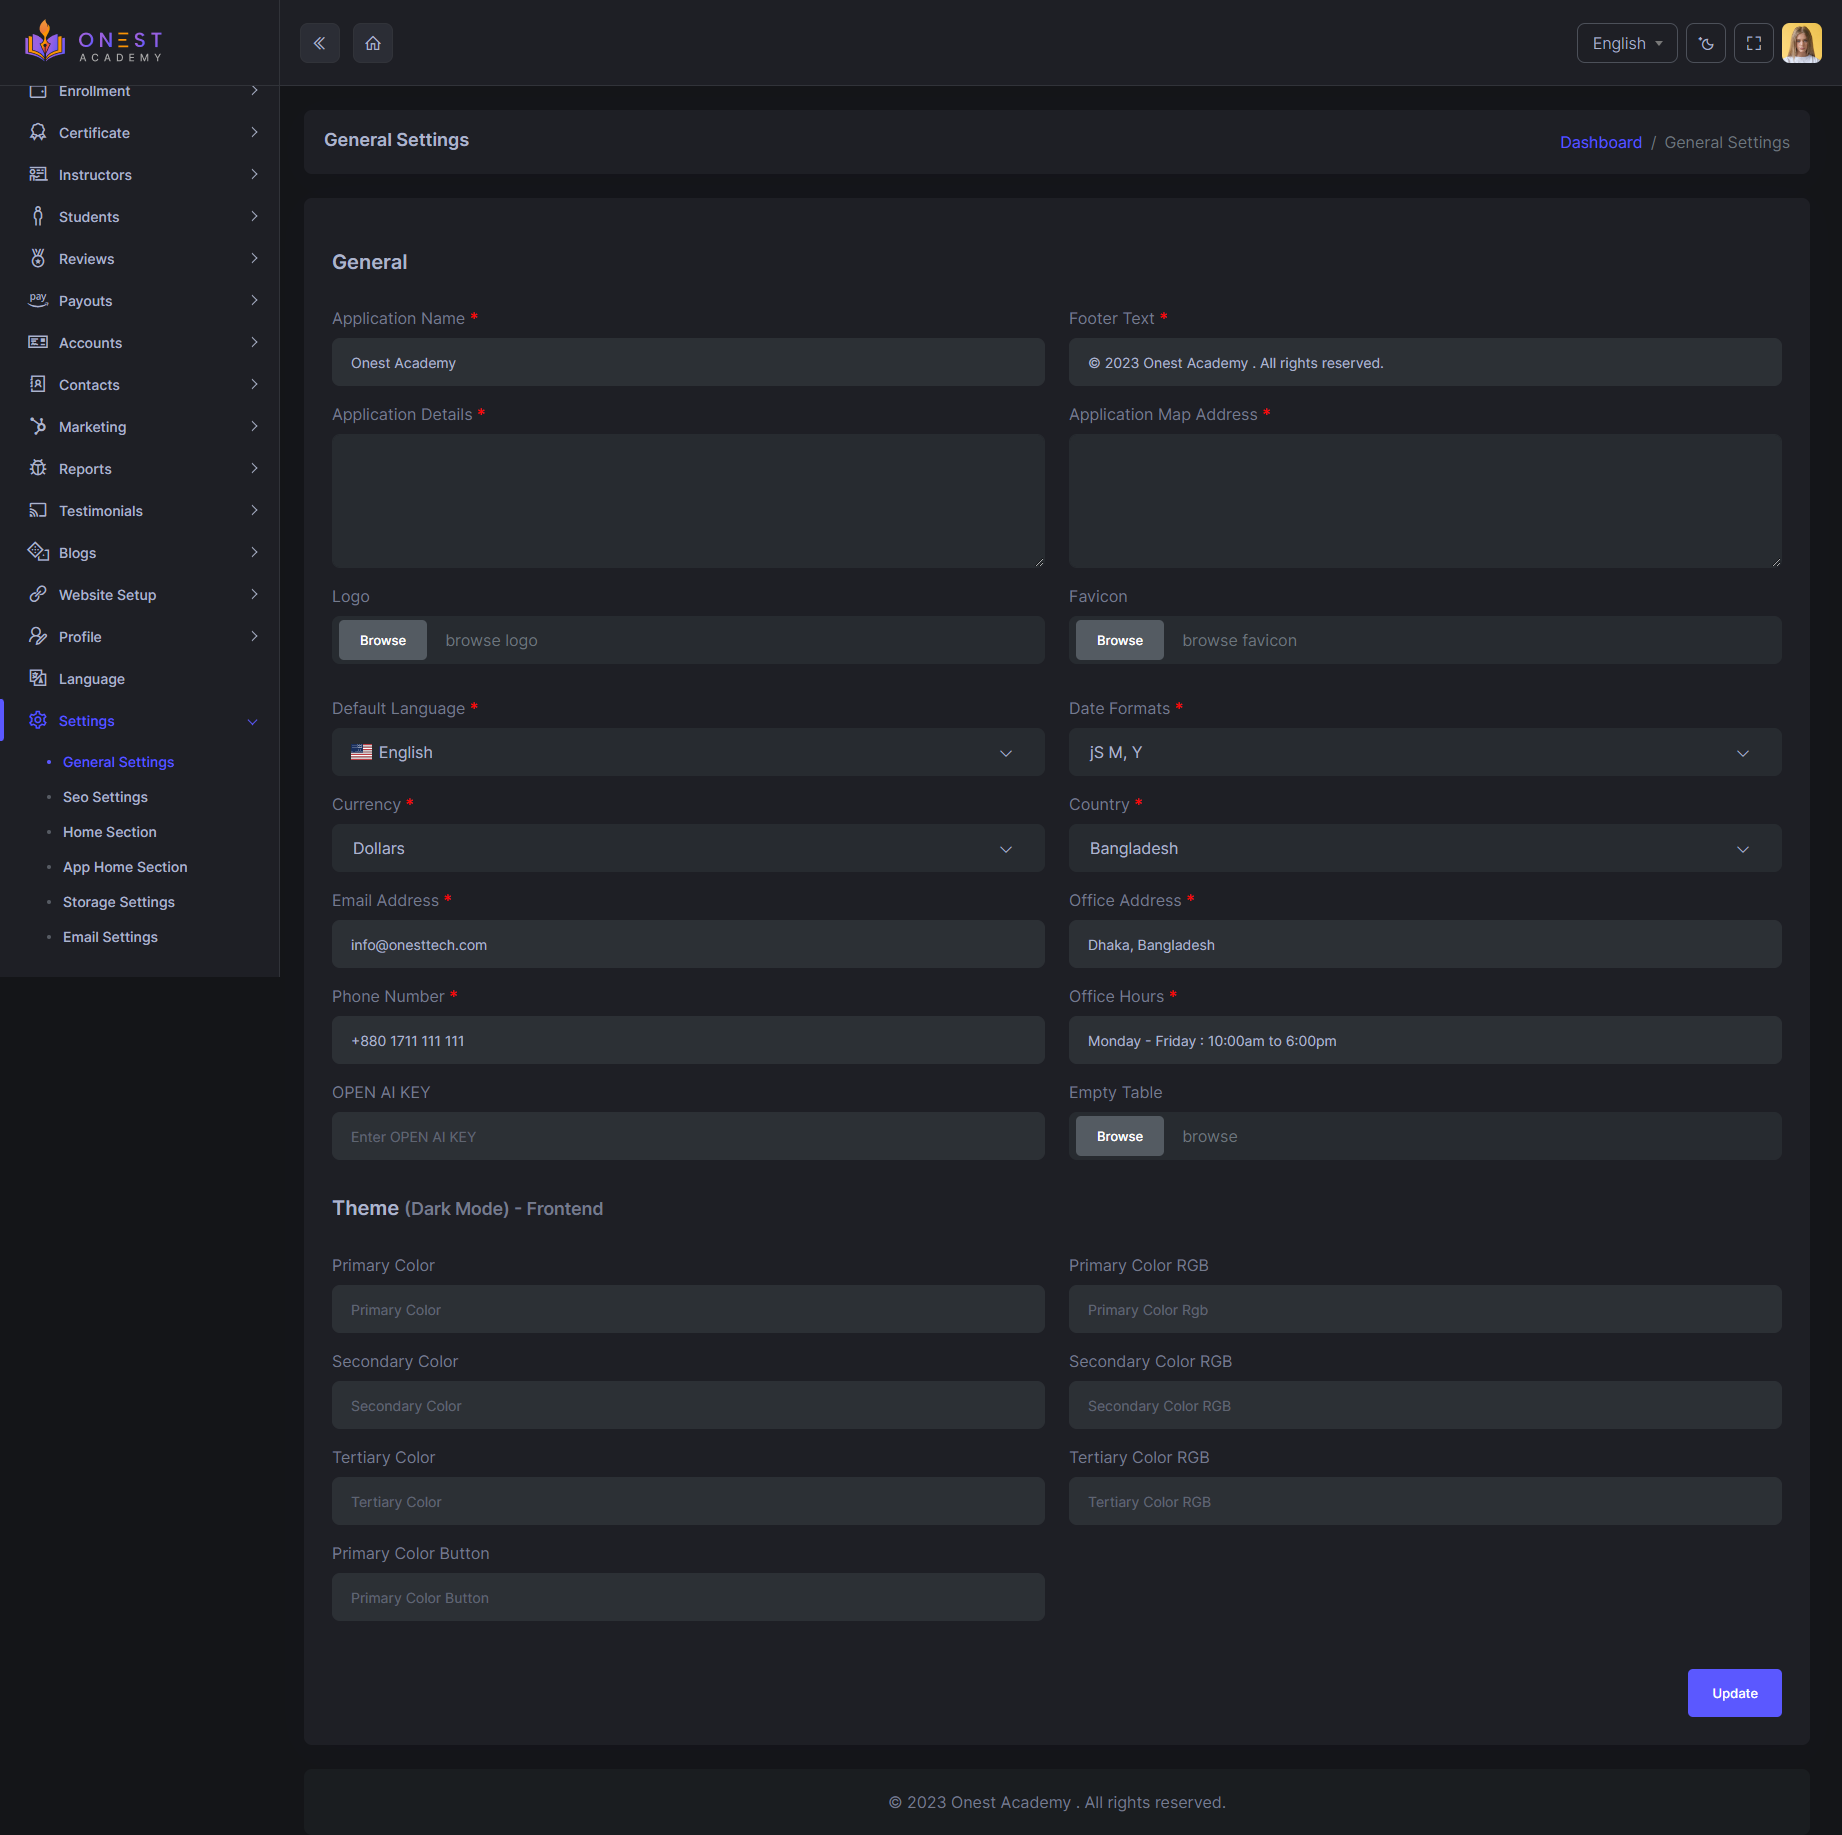 ONEST
ACADEMY
English
Enrollment
Certificate
Instructors
Students
Reviews
pay
Payouts
Accounts
Contacts
Marketing
Reports
Testimonials
Blogs
Website Setup
Profile
Language
Settings
General Settings
Seo Settings
Home Section
App Home Section
Storage Settings
Email Settings
General Settings
Dashboard / General Settings
General
Application Name *
Footer Text *
Onest Academy
© 2023 Onest Academy . All rights reserved.
Application Details *
Application Map Address *
Logo
Favicon
Browse browse logo
Browse browse favicon
Default Language *
Date Formats *
English
jS M, Y
Currency *
Country *
Dollars
Bangladesh
Email Address *
Office Address *
info@onesttech.com
Dhaka, Bangladesh
Phone Number *
Office Hours *
+880 1711 111 111
Monday - Friday : 10:00am to 6:00pm
OPEN AI KEY
Empty Table
Enter OPEN AI KEY
Browse browse
Theme (Dark Mode) - Frontend
Primary Color
Primary Color RGB
Primary Color
Primary Color Rgb
Secondary Color
Secondary Color RGB
Secondary Color
Secondary Color RGB
Tertiary Color
Tertiary Color RGB
Tertiary Color
Tertiary Color RGB
Primary Color Button
Primary Color Button
Update
© 2023 Onest Academy . All rights reserved.